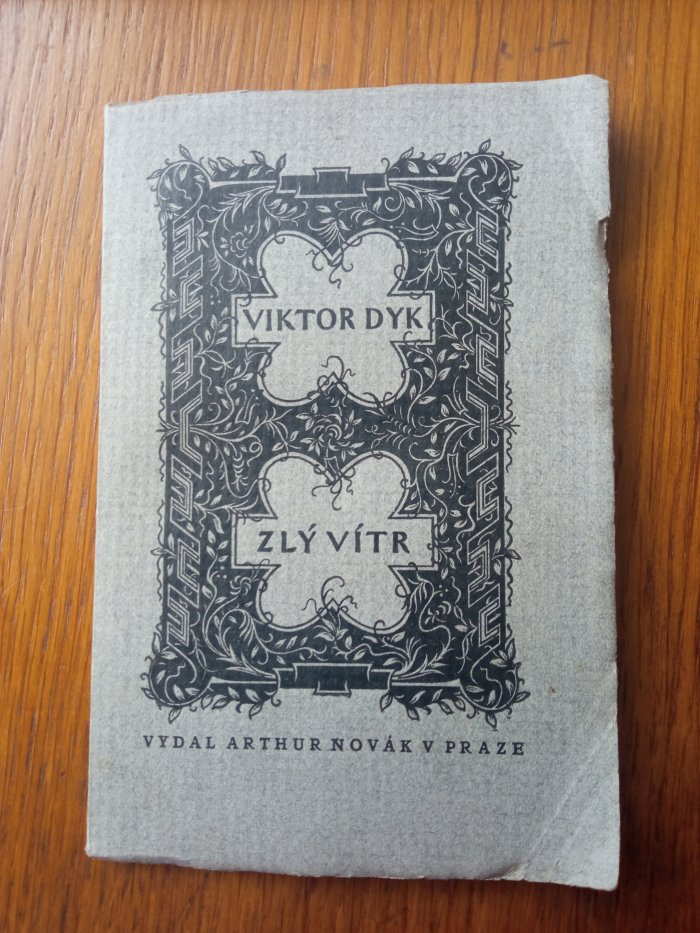 VIKTOR DYK
ZLÝ VÍTR
VYDAL ARTHUR NOVÁK V PRAZE